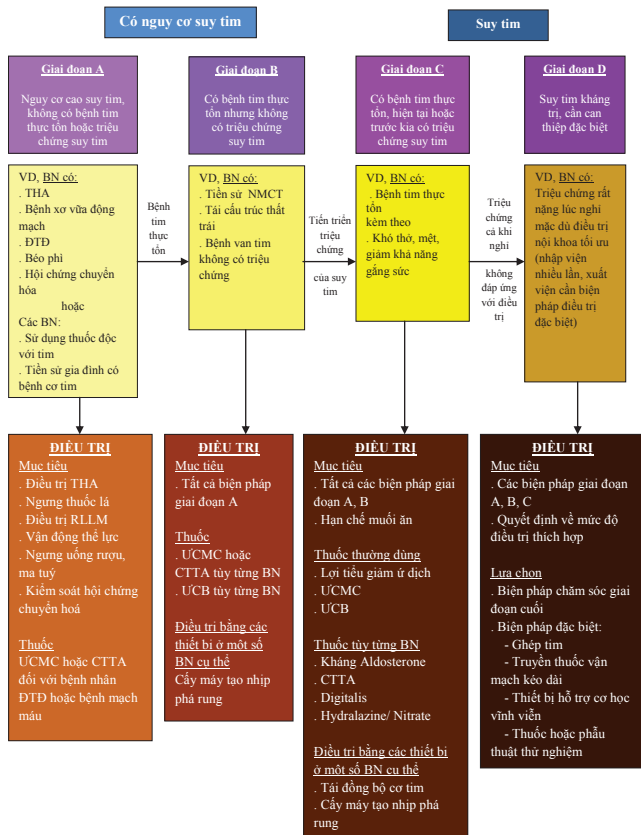 Có nguy cơ suy tim
Suy tim
Giai đoạn A
Nguy cơ cao suy tim,
không có bệnh tim
thực tổn hoặc triệu
chứng suy tim
Giai đoạn B
Có bệnh tim thực
tổn nhưng không
có triệu chứng
suy tim
Giai đoạn C
Có bệnh tim thực
tổn, hiện tại hoặc
trước kia có triệu
chứng suy tim
Giai đoạn D
Suy tim kháng
trị, cần can
thiệp đặc biệt
VD, BN có:
. THA
. Bệnh xơ vữa động
mạch
. ĐTĐ
. Béo phì
. Hội chứng chuyển
hóa
hoặc
Các BN:
. Sử dụng thuốc độc
với tim
. Tiền sử gia đình có
bệnh cơ tim
Bệnh
tim
thực
tổn
VD, BN có:
. Tiền sử NMCT
. Tái cấu trúc thất
trái
. Bệnh van tim
không có triệu
chứng
Tiến triển
triệu
chứng
của suy
tim
VD, BN có:
. Bệnh tim thực
tổn
kèm theo
. Khó thở, mệt,
giảm khả năng
gắng sức
Triệu
chứng
cả khi
nghỉ
không
đáp ứng
với điều
trị
VD, BN có:
Triệu chứng rất
nặng lúc nghỉ
mặc dù điều trị
nội khoa tối ưu
(nhập viện
nhiều lần, xuất
viện cần biện
pháp điều trị
đặc biệt)
ĐIỀU TRỊ
Mục tiêu
. Điều trị THA
. Ngưng thuốc lá
. Điều trị RLLM
. Vận động thể lực
. Ngưng uống rượu,
ma tuý
. Kiểm soát hội chứng
chuyển hoá
Thuốc
ƯCMC hoặc CTTA
đối với bệnh nhân
ĐTĐ hoặc bệnh mạch
máu
ĐIỀU TRỊ
Mục tiêu
. Tất cả biện pháp
giai đoạn A
Thuốc
. ƯCMC hoặc
CTTA tùy từng BN
. ƯCB tùy từng BN
Điều trị bằng các
thiết bị ở một số
BN cụ thể
Cấy máy tạo nhịp
phá rung
ĐIỀU TRỊ
Mục tiêu
. Tất cả các biện pháp giai
đoạn A, B
. Hạn chế muối ăn
Thuốc thường dùng
. Lợi tiểu giảm ứ dịch
. ƯCMC
. ƯCB
Thuốc tùy từng BN
. Kháng Aldosterone
. CTTA
. Digitalis
. Hydralazine/ Nitrate
Điều trị bằng các thiết bị
ở một số BN cụ thể
. Tái đồng bộ cơ tim
. Cấy máy tạo nhịp phá
rung
ĐIỀU TRỊ
Mục tiêu
. Các biện pháp giai đoạn
A, B, C
. Quyết định về mức độ
điều trị thích hợp
Lựa chọn
. Biện pháp chăm sóc giai
đoạn cuối
. Biện pháp đặc biệt:
- Ghép tim
- Truyền thuốc vận
mạch kéo dài
- Thiết bị hỗ trợ cơ học
vĩnh viễn
- Thuốc hoặc phẫu
thuật thử nghiệm